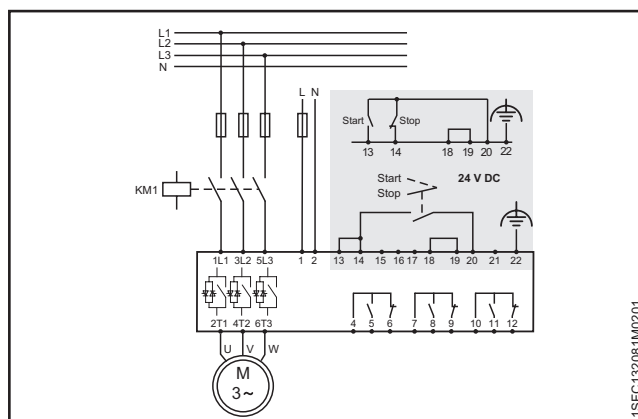 L1
L2
L3
N
L N
Start
Stop
13 14 18 19 20 22
Start
Stop
24 V DC
KM1
1L1 3L2 5L3 1 2 13 14 15 16 17 18 19 20 21 22
2T1 4T2 6T3 4 5 6 7 8 9 10 11 12
U V W
M
3~
1SFC132081M0201